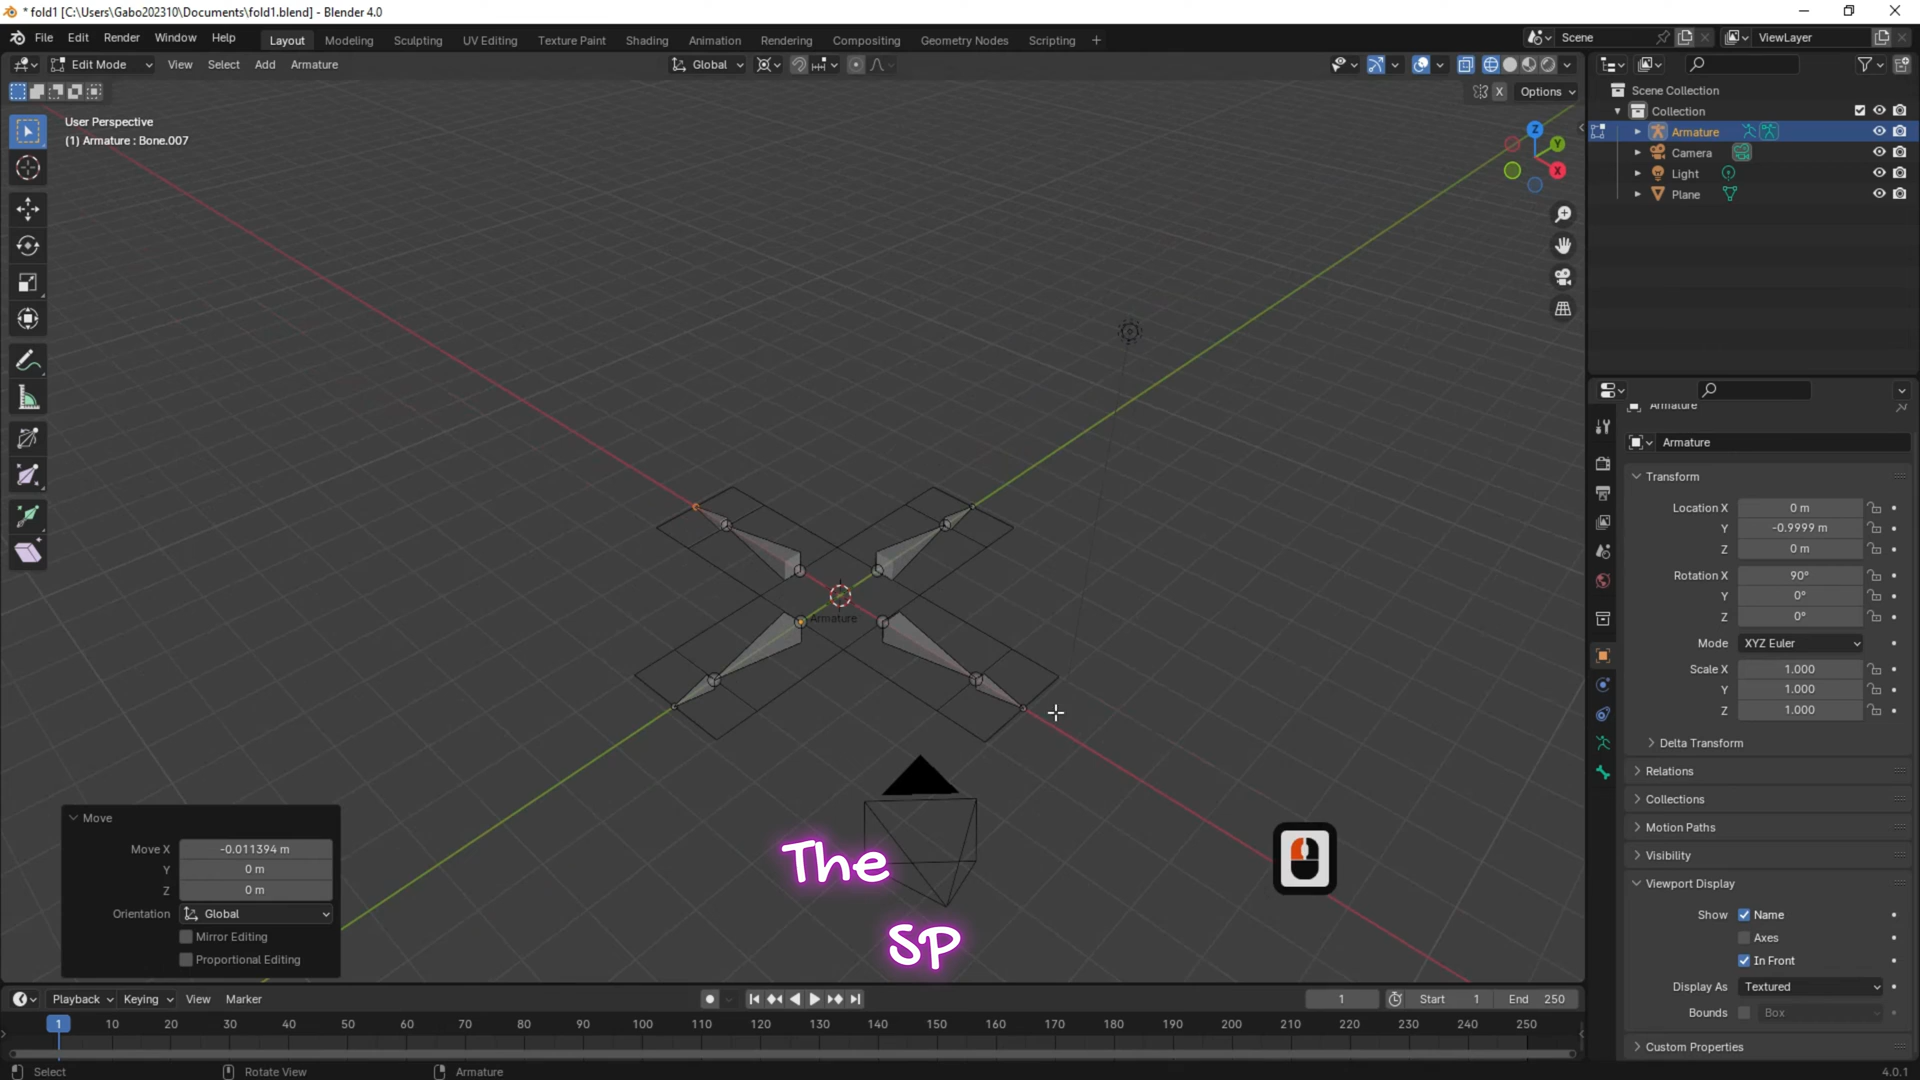 * fold1 [C:\Users\Gabo202310\Documents\fold1.blend] - Blender 4.0
File Edit Render Window Help
Layout Modeling Sculpting UV Editing Texture Paint Shading Animation Rendering Compositing Geometry Nodes Scripting +
Scene ViewLayer
Edit Mode View Select Add Armature
Global
X Options
User Perspective
(1) Armature : Bone.007
Z
Y
X
Scene Collection
Collection
Armature
Camera
Light
Plane
Armature
Armature
Armature
Transform
Location X 0 m
Y -0.9999 m
Z 0 m
Rotation X 90°
Y 0°
Z 0°
Mode XYZ Euler
Scale X 1.000
Y 1.000
Z 1.000
Delta Transform
Relations
Collections
Motion Paths
Visibility
Viewport Display
Show Name
Axes
In Front
Display As Textured
Bounds Box
Custom Properties
Move
Move X -0.011394 m
Y 0 m
Z 0 m
Orientation Global
Mirror Editing
Proportional Editing
The
SP
Playback Keying View Marker
1 Start 1 End 250
1 10 20 30 40 50 60 70 80 90 100 110 120 130 140 150 160 170 180 190 200 210 220 230 240 250
Select Rotate View Armature
4.0.1